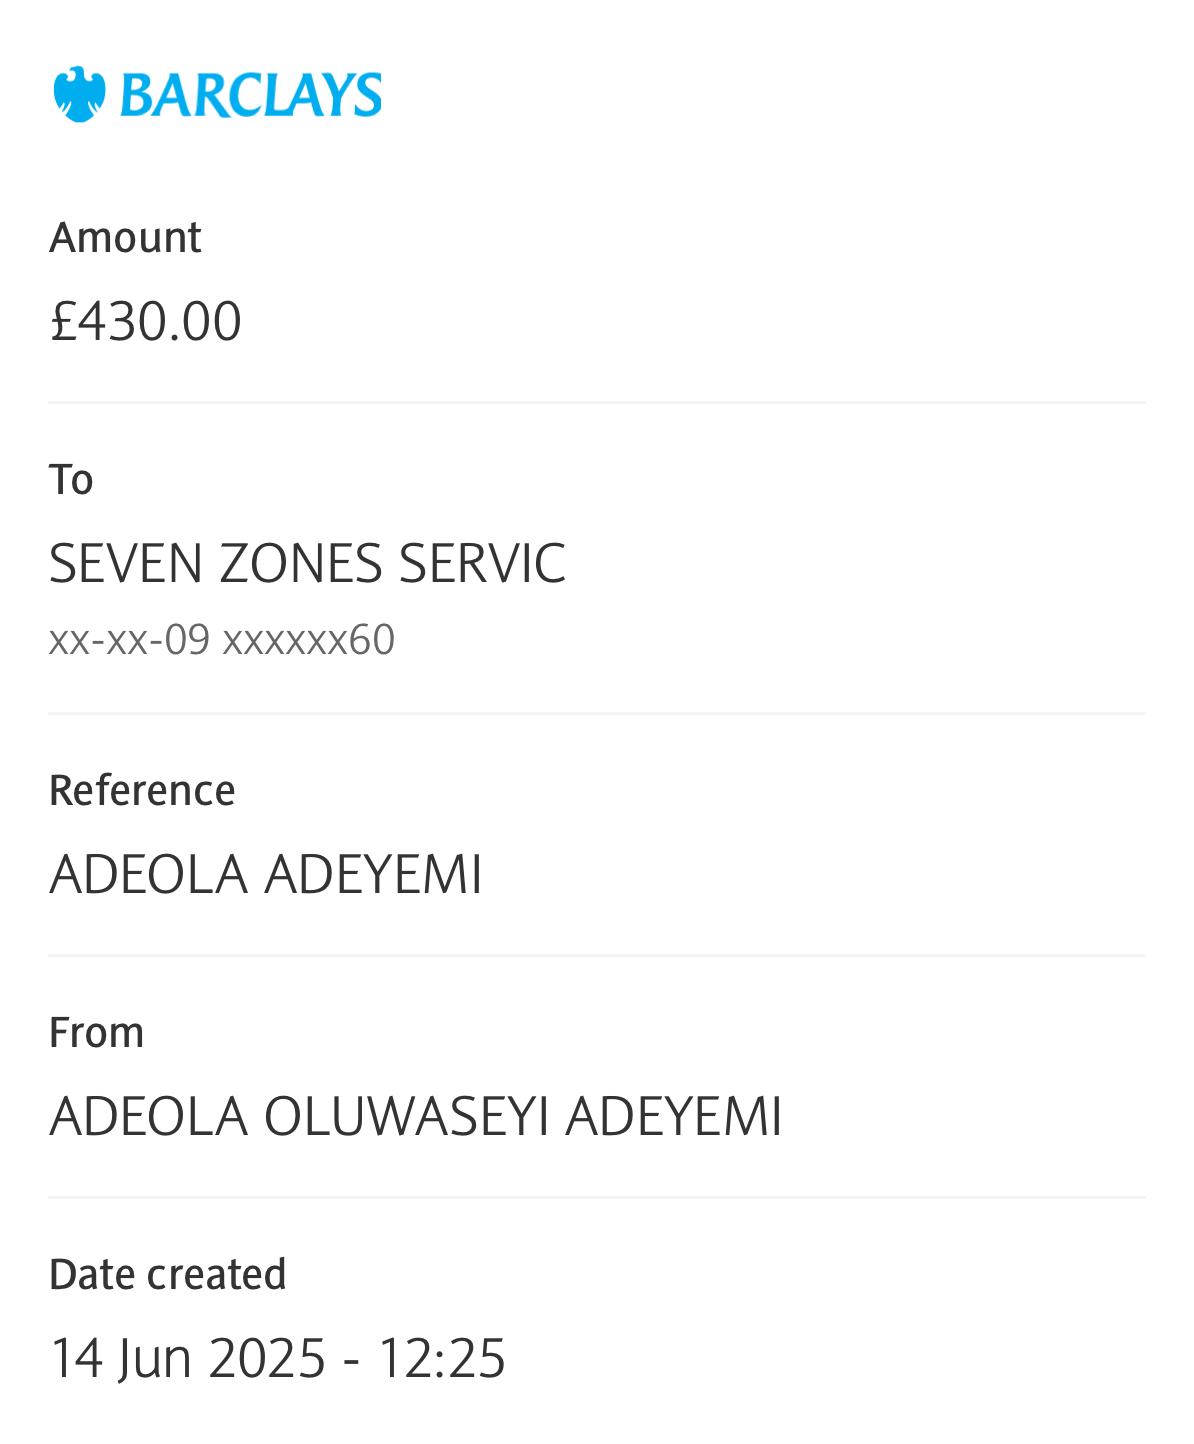 BARCLAYS
Amount
£430.00
To
SEVEN ZONES SERVIC
xx-xx-09 xxxxxx60
Reference
ADEOLA ADEYEMI
From
ADEOLA OLUWASEYI ADEYEMI
Date created
14 Jun 2025 - 12:25